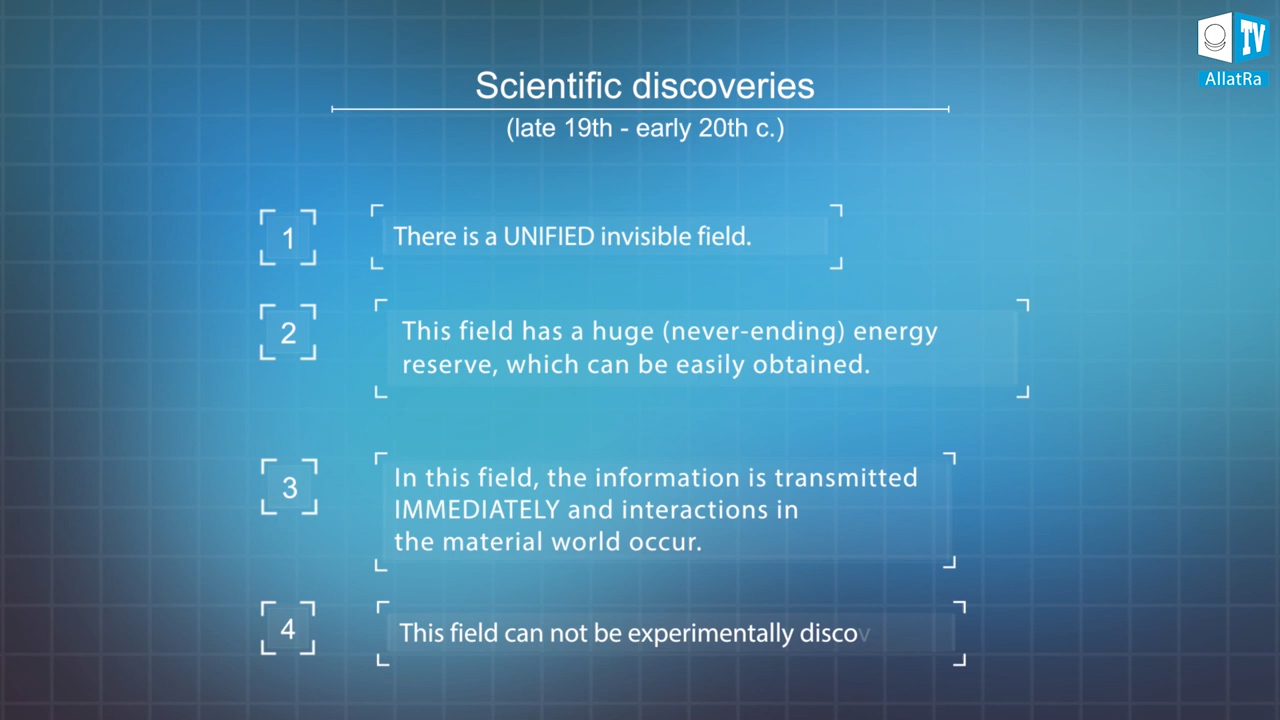 TV
AllatRa
Scientific discoveries
(late 19th - early 20th c.)
1
There is a UNIFIED invisible field.
2
This field has a huge (never-ending) energy
reserve, which can be easily obtained.
3
In this field, the information is transmitted
IMMEDIATELY and interactions in
the material world occur.
4
This field can not be experimentally discov